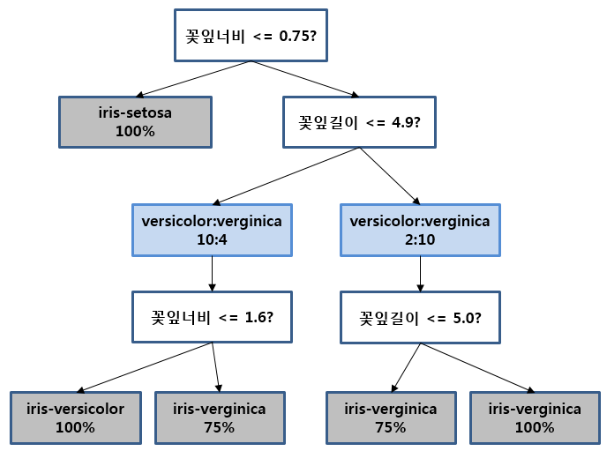 꽃잎너비 <= 0.75?
iris-setosa
100%
꽃잎길이 <= 4.9?
versicolor:verginica
10:4
versicolor:verginica
2:10
꽃잎너비 <= 1.6?
꽃잎길이 <= 5.0?
iris-versicolor
100%
iris-verginica
75%
iris-verginica
75%
iris-verginica
100%